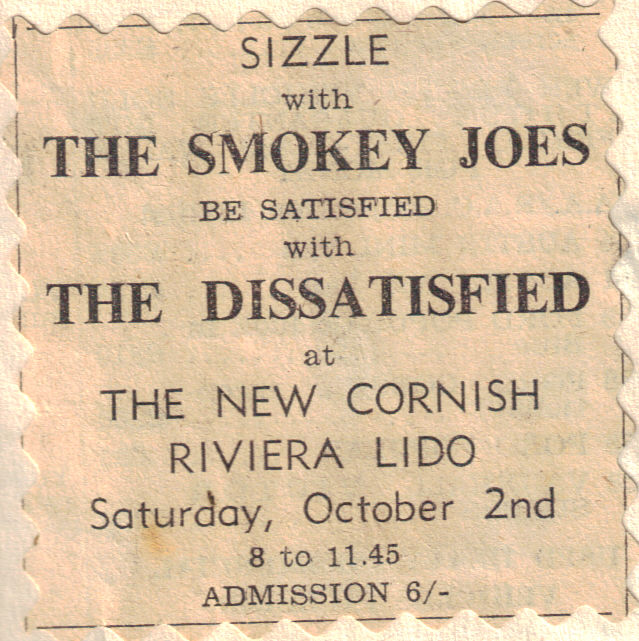 SIZZLE
with
THE SMOKEY JOES
BE SATISFIED
with
THE DISSATISFIED
at
THE NEW CORNISH
RIVIERA LIDO
Saturday, October 2nd
8 to 11.45
ADMISSION 6/-